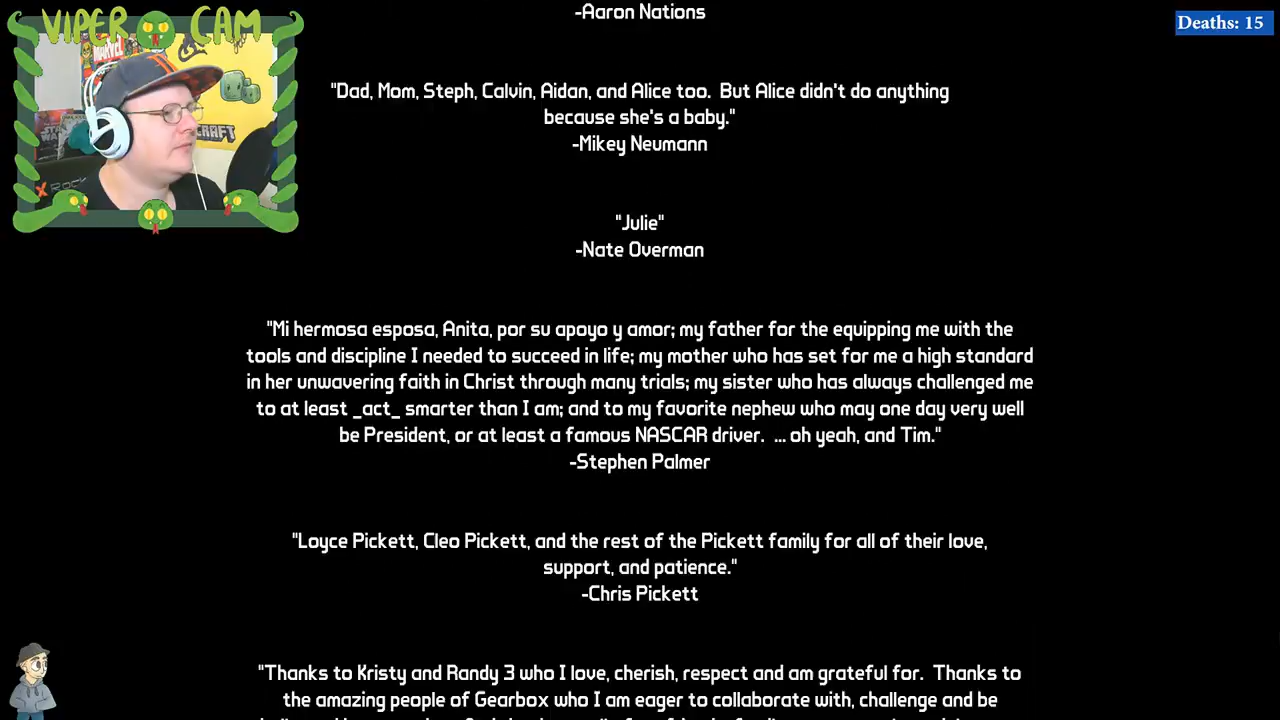 VIPER CAM
Deaths: 15
-Aaron Nations
"Dad, Mom, Steph, Calvin, Aidan, and Alice too.  But Alice didn't do anything
because she's a baby."
-Mikey Neumann
"Julie"
-Nate Overman
"Mi hermosa esposa, Anita, por su apoyo y amor; my father for the equipping me with the
tools and discipline I needed to succeed in life; my mother who has set for me a high standard
in her unwavering faith in Christ through many trials; my sister who has always challenged me
to at least _act_ smarter than I am; and to my favorite nephew who may one day very well
be President, or at least a famous NASCAR driver.  ... oh yeah, and Tim."
-Stephen Palmer
"Loyce Pickett, Cleo Pickett, and the rest of the Pickett family for all of their love,
support, and patience."
-Chris Pickett
"Thanks to Kristy and Randy 3 who I love, cherish, respect and am grateful for.  Thanks to
the amazing people of Gearbox who I am eager to collaborate with, challenge and be
MARVEL
STAR WARS
X ROCK